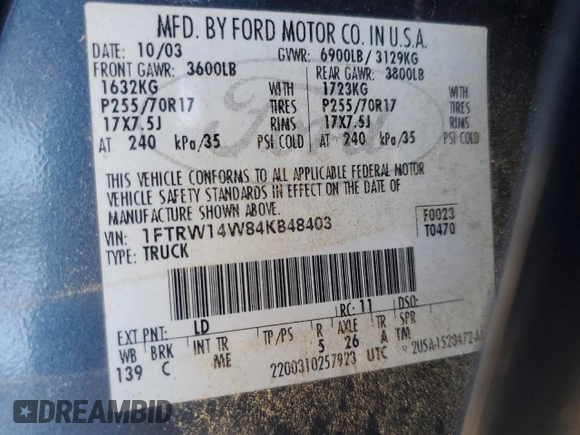 MFD. BY FORD MOTOR CO. IN U.S.A.
DATE: 10/03 GVWR: 6900LB/ 3129KG
FRONT GAWR: 3600LB REAR GAWR: 3800LB
1632KG WITH 1723KG WITH
P255/70R17 TIRES P255/70R17 TIRES
17X7.5J RIMS 17X7.5J RIMS
AT 240 kPa/35 PSI COLD AT 240 kPa/35 PSI COLD
Ford
THIS VEHICLE CONFORMS TO ALL APPLICABLE FEDERAL MOTOR
VEHICLE SAFETY STANDARDS IN EFFECT ON THE DATE OF
MANUFACTURE SHOWN ABOVE.
VIN: 1FTRW14W84KB48403 F0023
TYPE: TRUCK T0470
EXT PNT: LD RC: 11 DSO:
WB BRK INT TR TP/PS R AXLE TR SPR
139 C ME 5 26 A TM
2200310257923 UTC
DREAMBID